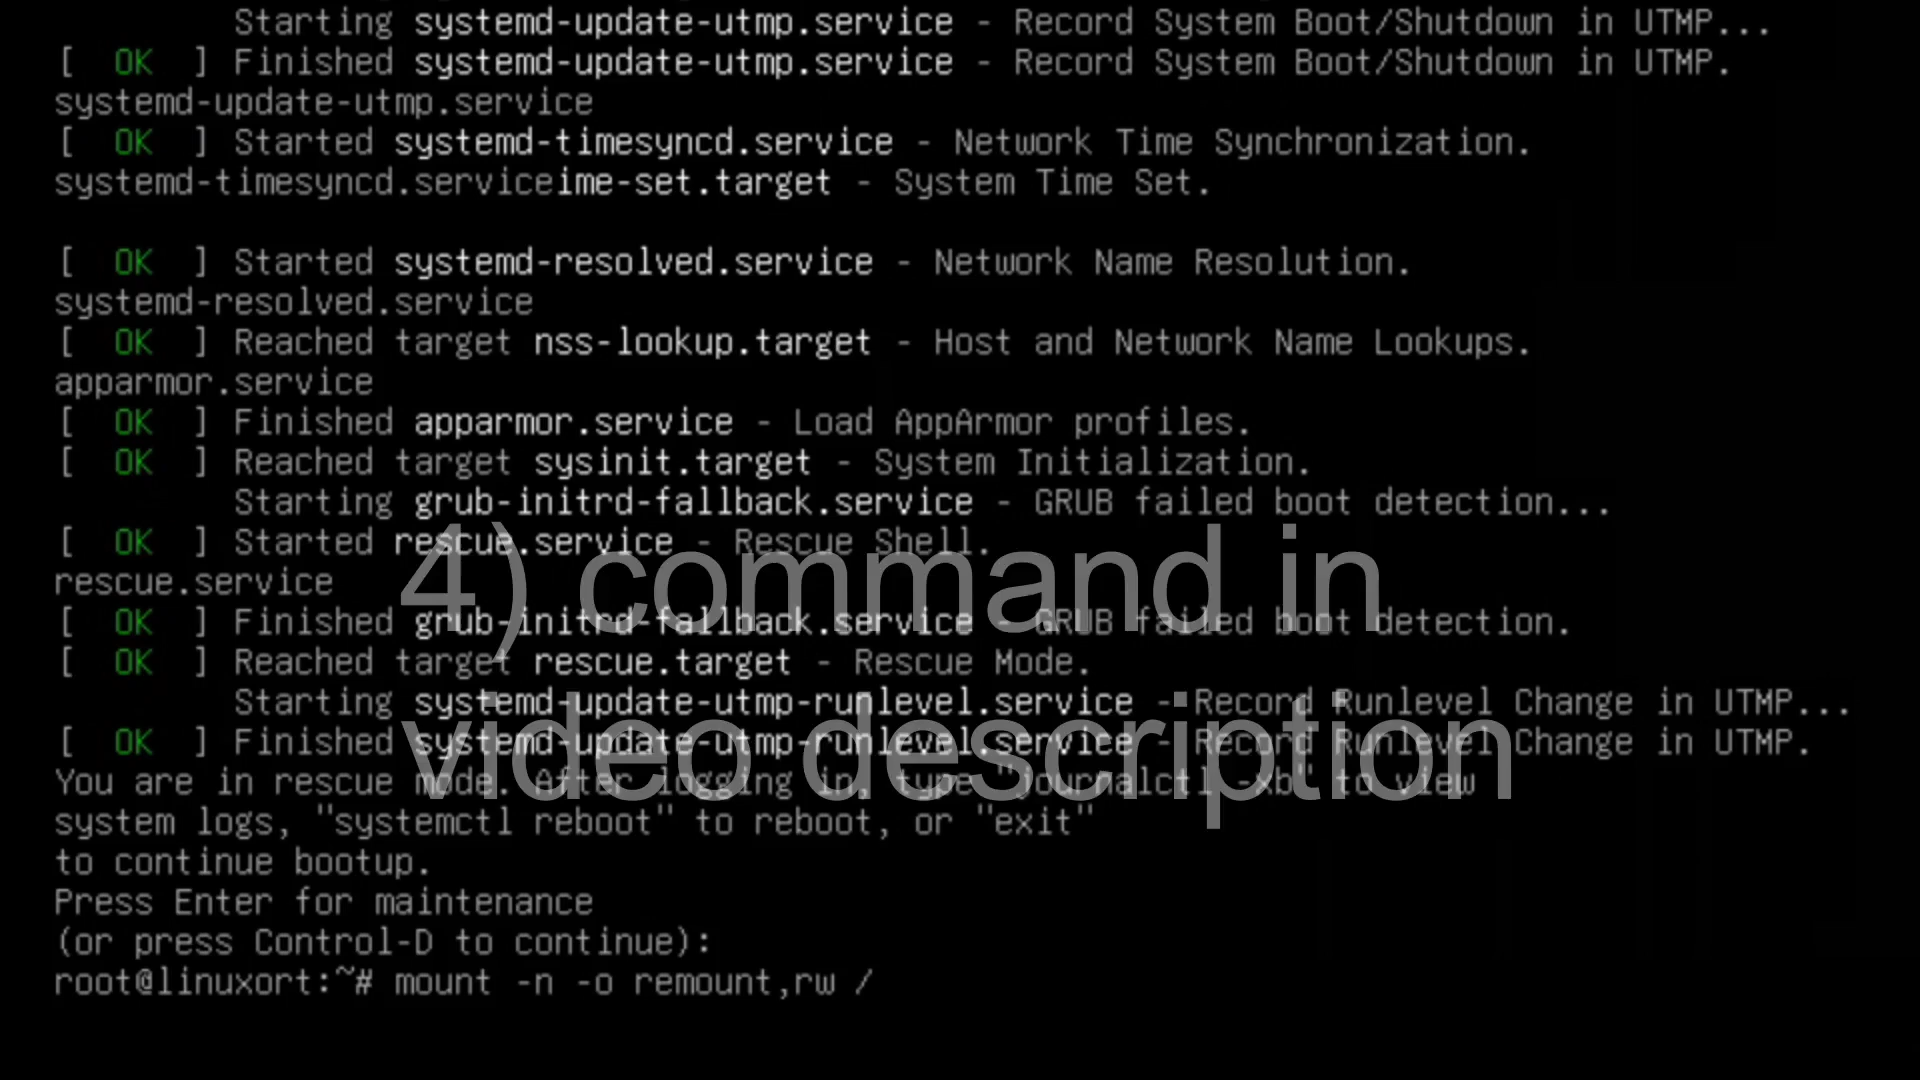 Starting systemd-update-utmp.service - Record System Boot/Shutdown in UTMP...
[  OK  ] Finished systemd-update-utmp.service - Record System Boot/Shutdown in UTMP.
systemd-update-utmp.service
[  OK  ] Started systemd-timesyncd.service - Network Time Synchronization.
systemd-timesyncd.serviceime-set.target - System Time Set.
[  OK  ] Started systemd-resolved.service - Network Name Resolution.
systemd-resolved.service
[  OK  ] Reached target nss-lookup.target - Host and Network Name Lookups.
apparmor.service
[  OK  ] Finished apparmor.service - Load AppArmor profiles.
[  OK  ] Reached target sysinit.target - System Initialization.
Starting grub-initrd-fallback.service - GRUB failed boot detection...
[  OK  ] Started rescue.service - Rescue Shell.
rescue.service
[  OK  ] Finished grub-initrd-fallback.service - GRUB failed boot detection.
[  OK  ] Reached target rescue.target - Rescue Mode.
Starting systemd-update-utmp-runlevel.service - Record Runlevel Change in UTMP...
[  OK  ] Finished systemd-update-utmp-runlevel.service - Record Runlevel Change in UTMP.
You are in rescue mode. After logging in, type "journalctl -xb" to view
system logs, "systemctl reboot" to reboot, or "exit"
to continue bootup.
Press Enter for maintenance
(or press Control-D to continue):
root@linuxort:~# mount -n -o remount,rw /
4) command in
video description